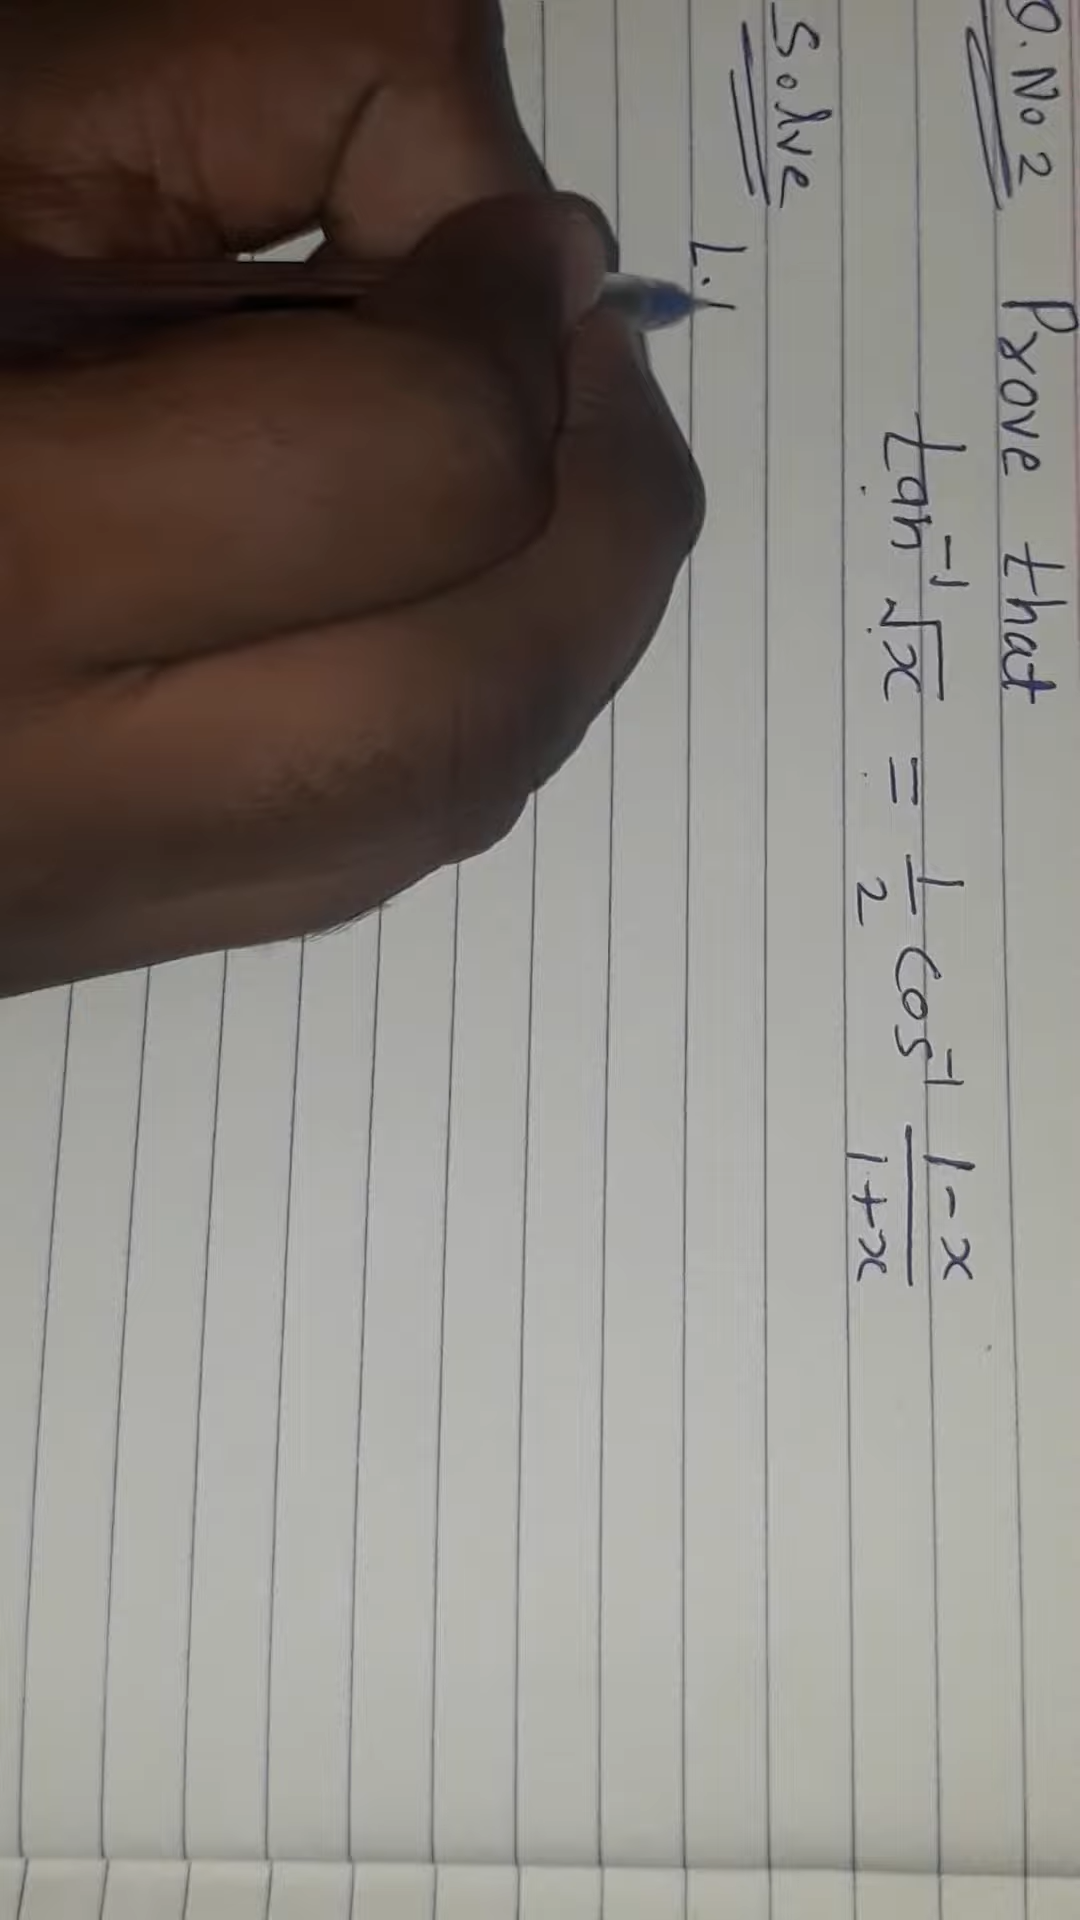 Q.No 2 Prove that
tan⁻¹ √x = 1/2 cos⁻¹ (1-x)/(1+x)
Solve
L.